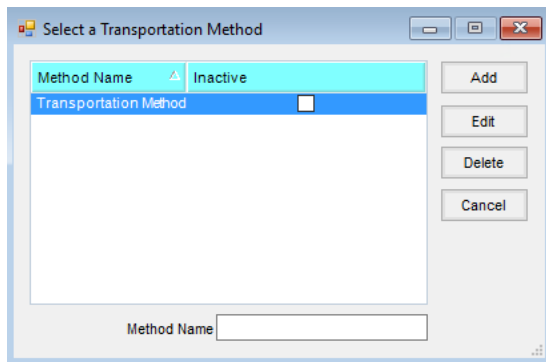 Select a Transportation Method
Method Name Inactive Add
Transportation Method
Edit
Delete
Cancel
Method Name